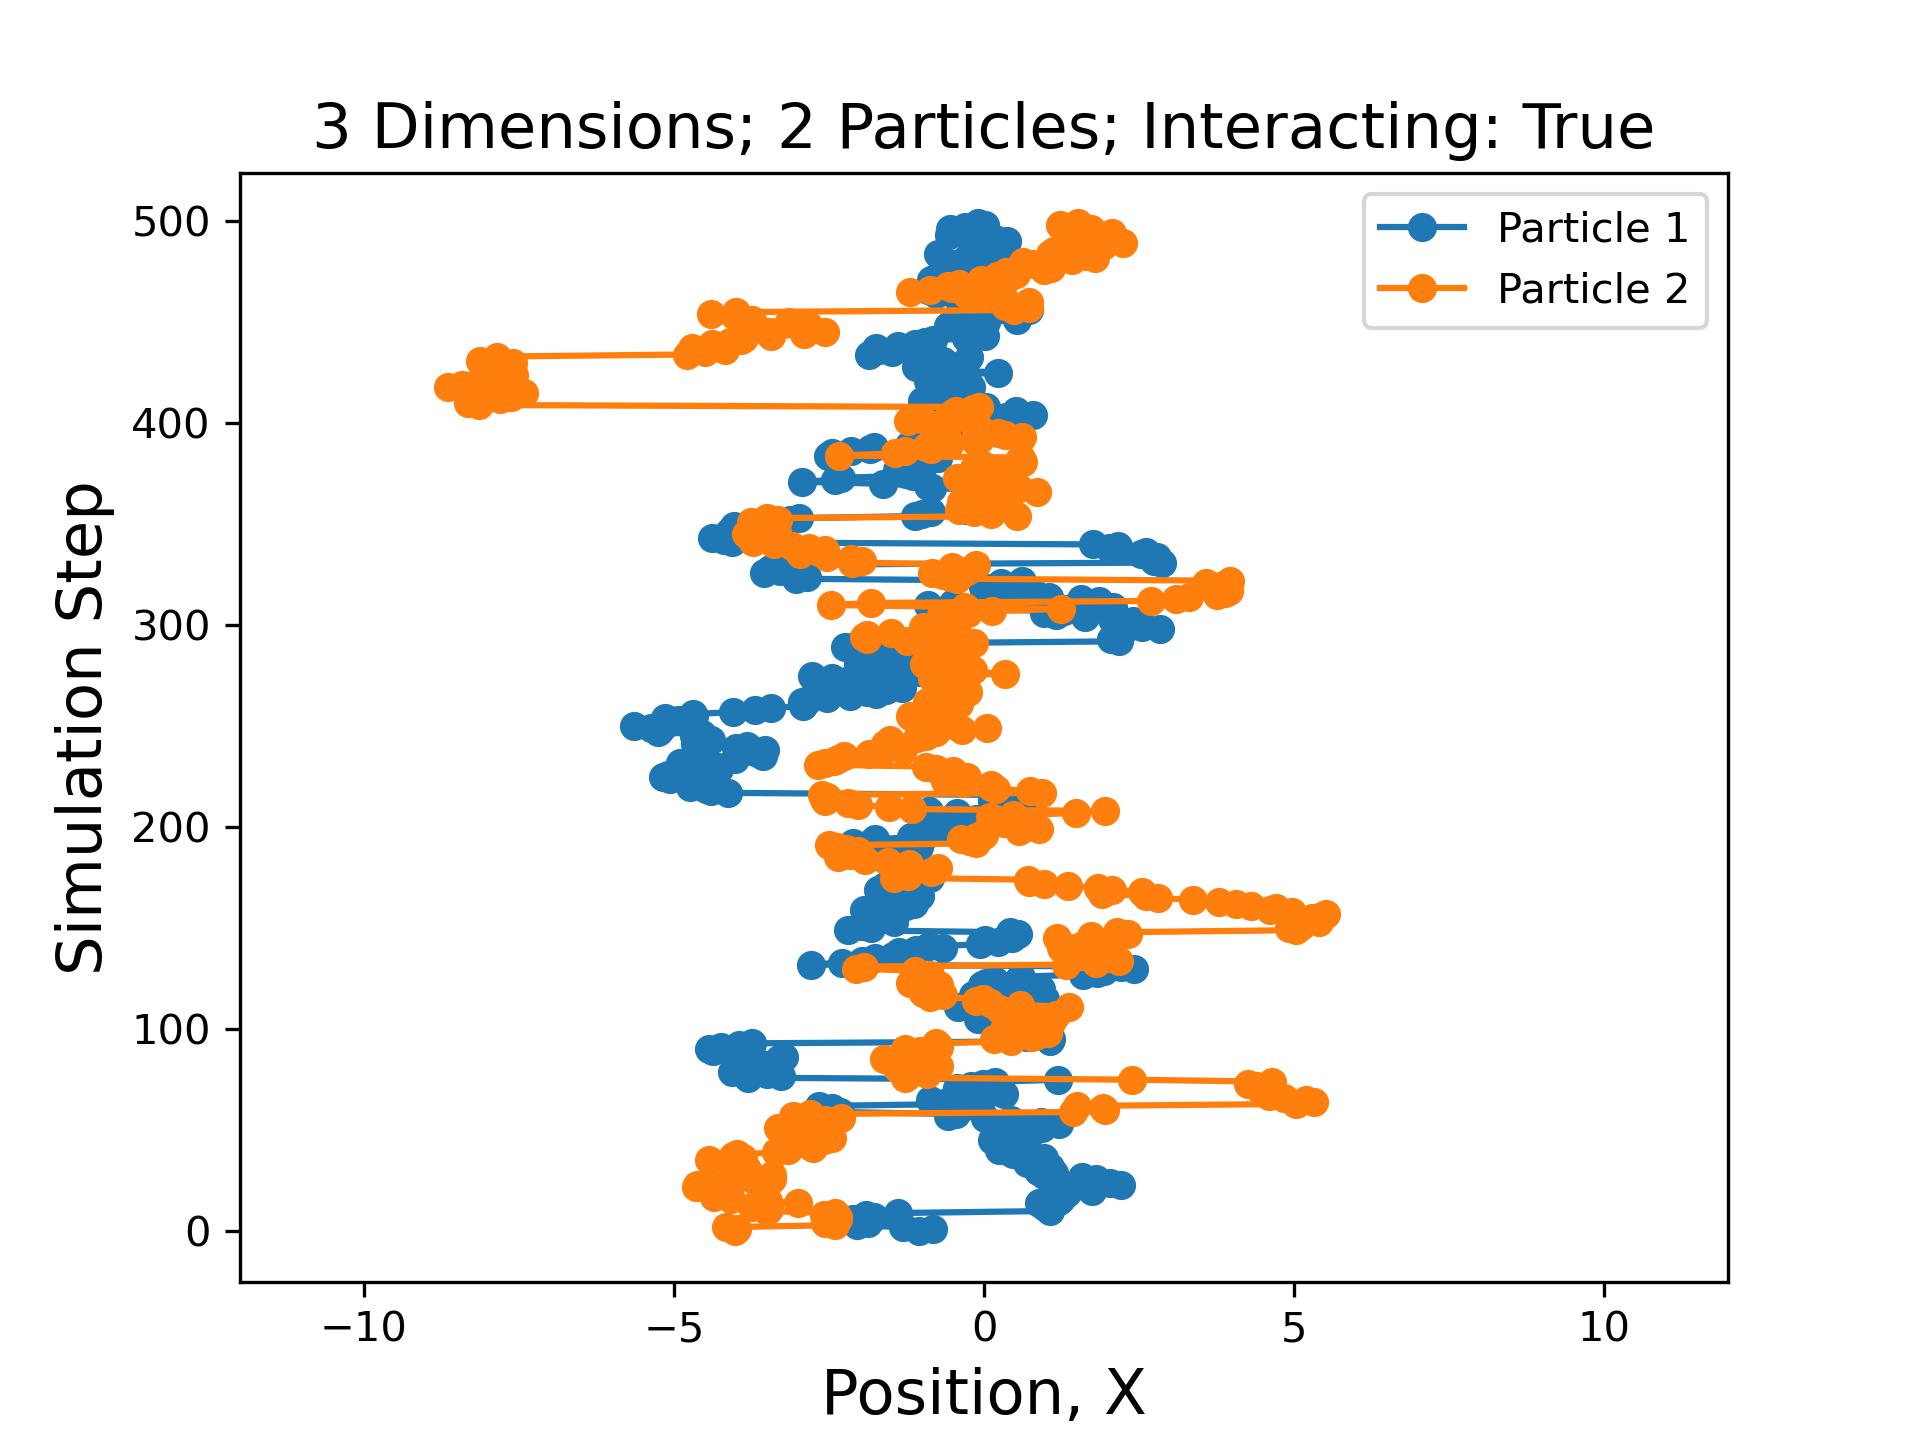 3 Dimensions; 2 Particles; Interacting: True
Particle 1
Particle 2
500
400
300
200
100
0
Simulation Step
−10
−5
0
5
10
Position, X